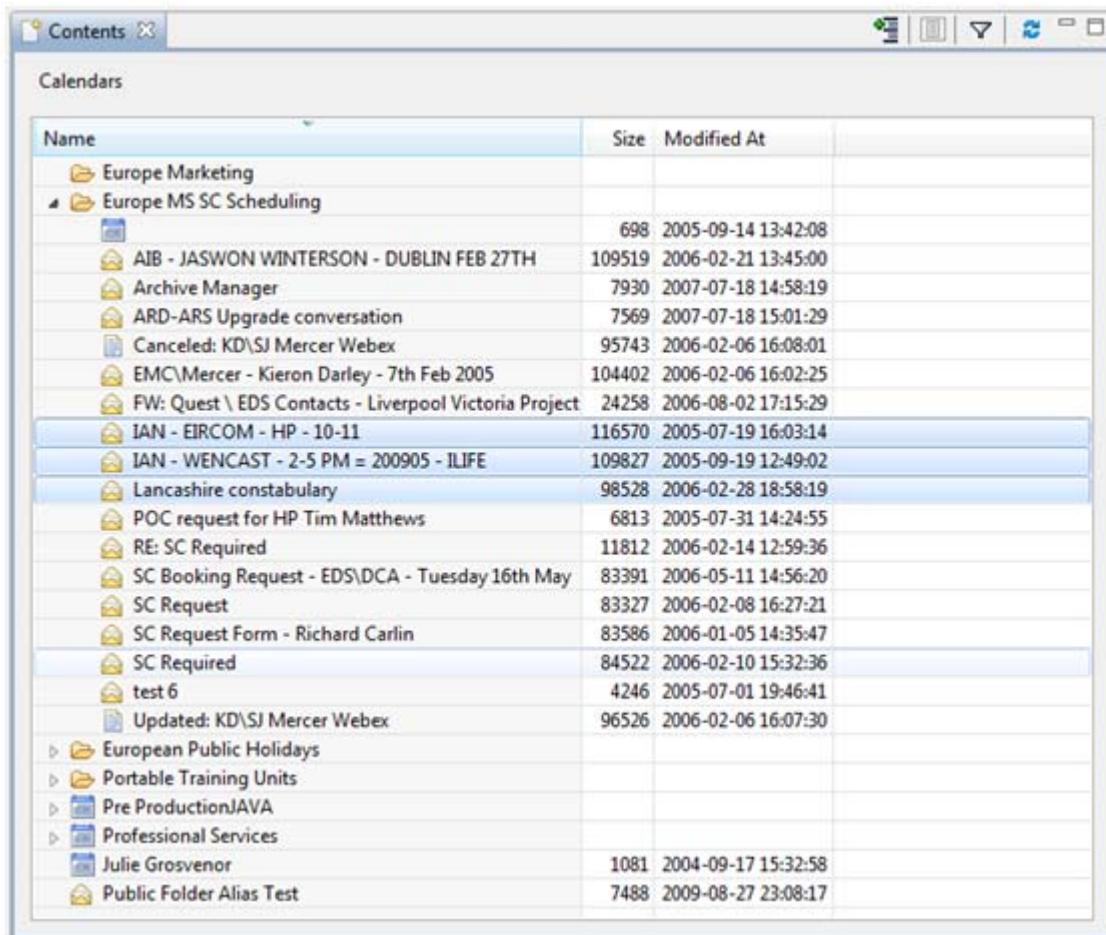 Contents
Calendars
Name Size Modified At
Europe Marketing
Europe MS SC Scheduling
698 2005-09-14 13:42:08
AIB - JASWON WINTERSON - DUBLIN FEB 27TH 109519 2006-02-21 13:45:00
Archive Manager 7930 2007-07-18 14:58:19
ARD-ARS Upgrade conversation 7569 2007-07-18 15:01:29
Canceled: KD\SJ Mercer Webex 95743 2006-02-06 16:08:01
EMC\Mercer - Kieron Darley - 7th Feb 2005 104402 2006-02-06 16:02:25
FW: Quest \ EDS Contacts - Liverpool Victoria Project 24258 2006-08-02 17:15:29
IAN - EIRCOM - HP - 10-11 116570 2005-07-19 16:03:14
IAN - WENCAST - 2-5 PM = 200905 - ILIFE 109827 2005-09-19 12:49:02
Lancashire constabulary 98528 2006-02-28 18:58:19
POC request for HP Tim Matthews 6813 2005-07-31 14:24:55
RE: SC Required 11812 2006-02-14 12:59:36
SC Booking Request - EDS\DCA - Tuesday 16th May 83391 2006-05-11 14:56:20
SC Request 83327 2006-02-08 16:27:21
SC Request Form - Richard Carlin 83586 2006-01-05 14:35:47
SC Required 84522 2006-02-10 15:32:36
test 6 4246 2005-07-01 19:46:41
Updated: KD\SJ Mercer Webex 96526 2006-02-06 16:07:30
European Public Holidays
Portable Training Units
Pre ProductionJAVA
Professional Services
Julie Grosvenor 1081 2004-09-17 15:32:58
Public Folder Alias Test 7488 2009-08-27 23:08:17